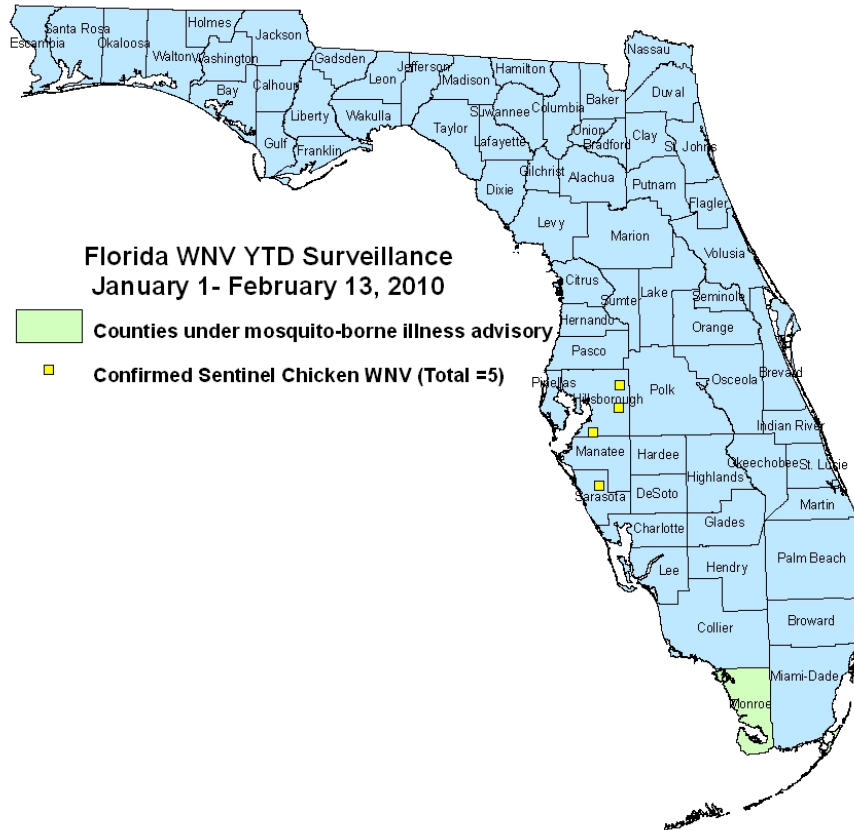 Holmes
Jackson
Santa Rosa
Escambia
Okaloosa
Walton
Washington
Gadsden
Jefferson
Hamilton
Nassau
Leon
Madison
Bay
Calhoun
Suwannee
Columbia
Baker
Duval
Liberty
Wakulla
Gulf
Franklin
Taylor
Lafayette
Union
Bradford
Clay
St. Johns
Gilchrist
Alachua
Putnam
Dixie
Flagler
Levy
Marion
Volusia
Florida WNV YTD Surveillance
January 1- February 13, 2010
Citrus
Sumte
Lake
Seminole
Counties under mosquito-borne illness advisory
Hernando
Orange
Pasco
Confirmed Sentinel Chicken WNV (Total =5)
Pinellas
Hillsborough
Polk
Osceola
Brevard
Indian River
Manatee
Hardee
Highlands
Okeechobee
St. Lucie
Sarasota
DeSoto
Martin
Charlotte
Glades
Lee
Hendry
Palm Beach
Collier
Broward
Miami-Dade
Monroe